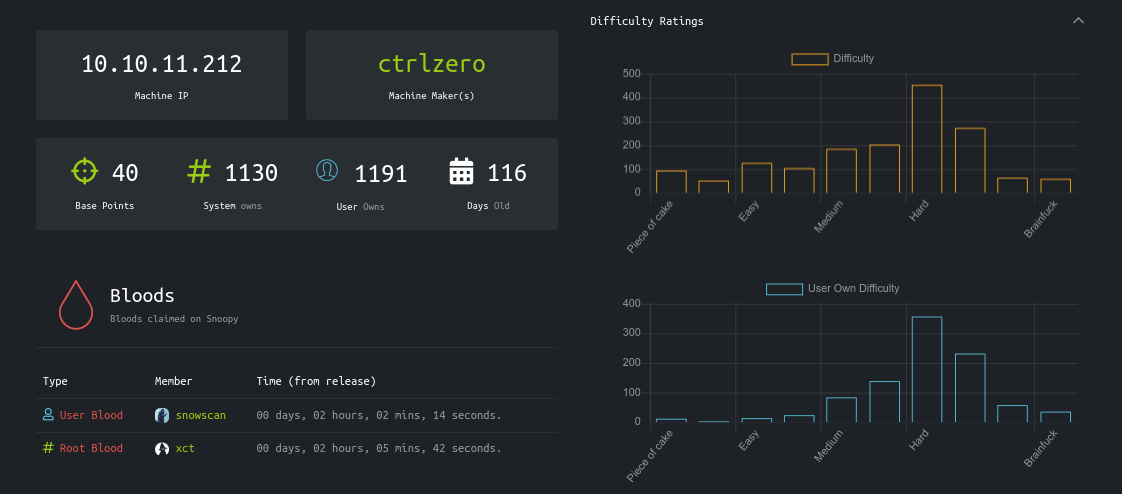 10.10.11.212
Machine IP
ctrlzero
Machine Maker(s)
40
Base Points
1130
System owns
1191
User Owns
116
Days Old
Bloods
Bloods claimed on Snoopy
Type Member Time (from release)
User Blood snowscan 00 days, 02 hours, 02 mins, 14 seconds.
# Root Blood xct 00 days, 02 hours, 05 mins, 42 seconds.
Difficulty Ratings
Difficulty
500
400
300
200
100
0
Piece of cake
Easy
Medium
Hard
Brainfuck
User Own Difficulty
400
300
200
100
0
Piece of cake
Easy
Medium
Hard
Brainfuck